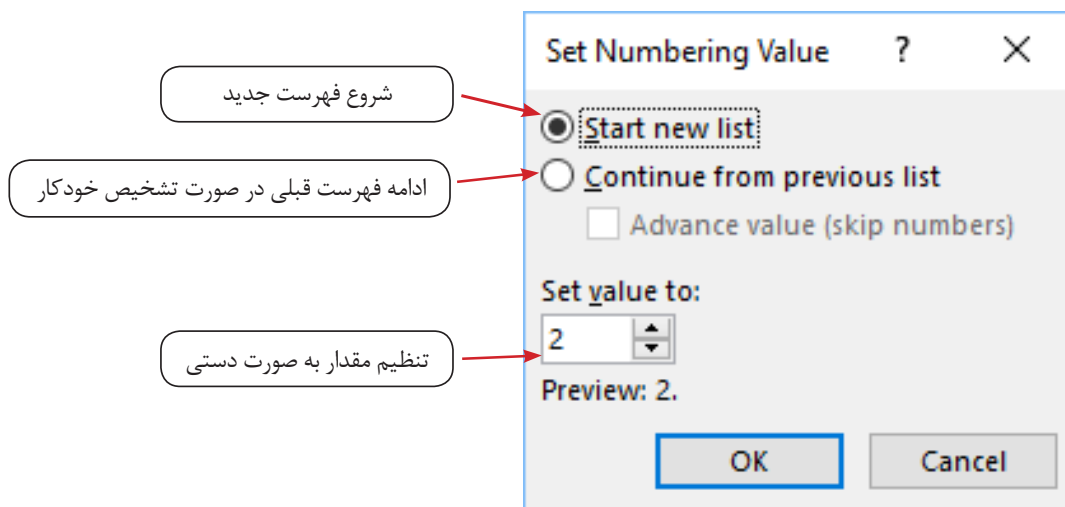 Set Numbering Value ? ×
شروع فهرست جدید
Start new list
ادامه فهرست قبلی در صورت تشخیص خودکار
Continue from previous list
Advance value (skip numbers)
Set value to:
2
تنظیم مقدار به صورت دستی
Preview: 2.
OK
Cancel